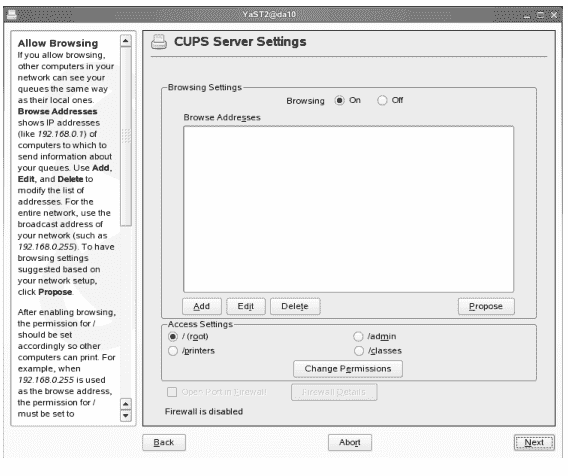 YaST2@da10
Allow Browsing
If you allow browsing,
other computers in your
network can see your
queues the same way
as their local ones.
Browse Addresses
shows IP addresses
(like 192.168.0.1) of
computers to which to
send information about
your queues. Use Add,
Edit, and Delete to
modify the list of
addresses. For the
entire network, use the
broadcast address of
your network (such as
192.168.0.255). To have
browsing settings
suggested based on
your network setup,
click Propose.
After enabling browsing,
the permission for /
should be set
accordingly so other
computers can print. For
example, when
192.168.0.255 is used
as the browse address,
the permission for /
must be set to
CUPS Server Settings
Browsing Settings
Browsing On Off
Browse Addresses
Add Edit Delete Propose
Access Settings
/ (root) /admin
/printers /classes
Change Permissions
Open Port in Firewall Firewall Details
Firewall is disabled
Back Abort Next